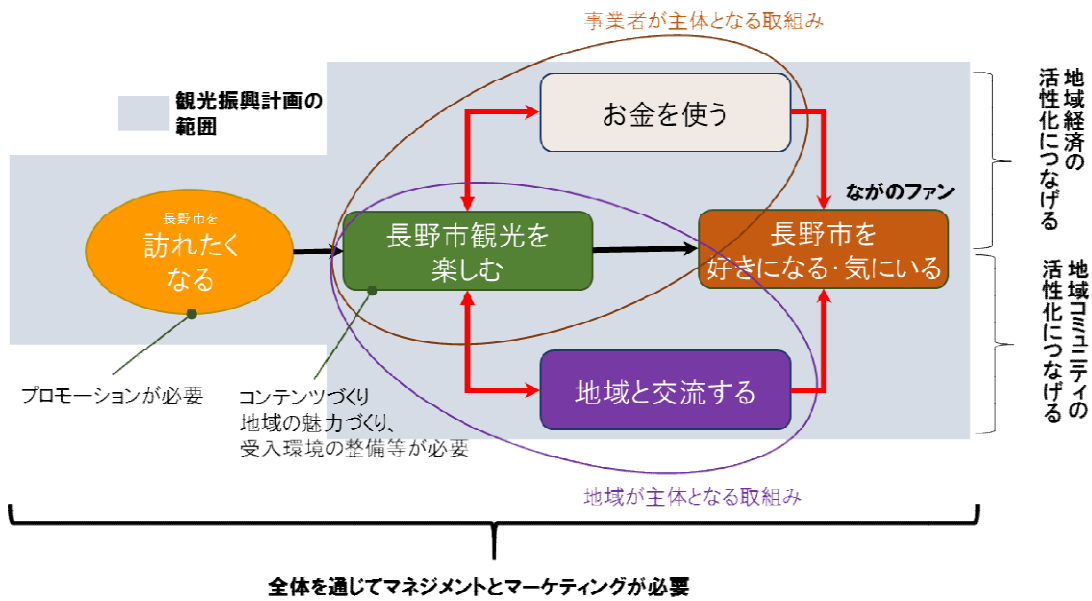 事業者が主体となる取組み
観光振興計画の
範囲
お金を使う
地域経済の
活性化につなげる
ながのファン
長野市を
訪れたく
なる
長野市観光を
楽しむ
長野市を
好きになる・気にいる
地域と交流する
地域コミュニティの
活性化につなげる
プロモーションが必要
コンテンツづくり
地域の魅力づくり、
受入環境の整備等が必要
地域が主体となる取組み
全体を通じてマネジメントとマーケティングが必要